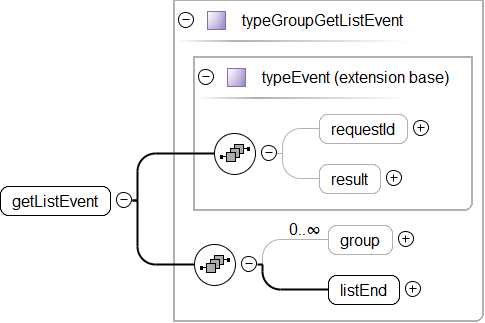 typeGroupGetListEvent
typeEvent (extension base)
requestId
result
getListEvent
0..∞
group
listEnd